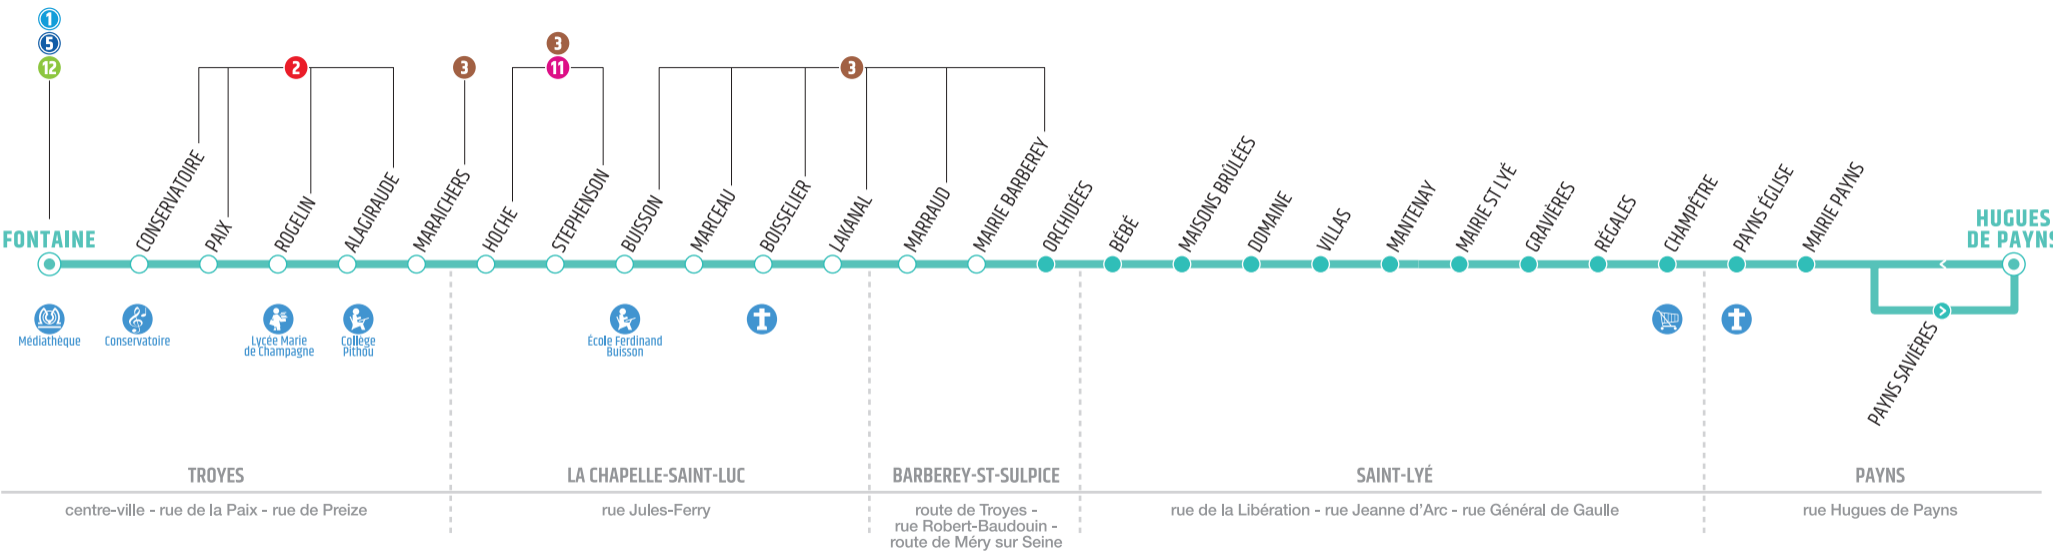 1
5
12
2
3
3
11
3
FONTAINE
CONSERVATOIRE
PAIX
ROGELIN
ALAGIRAUDE
MARAICHERS
HOCHE
STEPHENSON
BUISSON
MARCEAU
BOISSELIER
LAKANAL
MARRAUD
MAIRIE BARBEREY
ORCHIDÉES
BÉBÉ
MAISONS BRÛLÉES
DOMAINE
VILLAS
MANTENAY
MAIRIE ST LYÉ
GRAVIÈRES
RÉGALES
CHAMPÊTRE
PAYNS ÉGLISE
MAIRIE PAYNS
HUGUES
DE PAYNS
PAYNS SAVIÈRES
Médiathèque
Conservatoire
Lycée Marie
de Champagne
Collège
Pithou
École Ferdinand
Buisson
TROYES
centre-ville - rue de la Paix - rue de Preize
LA CHAPELLE-SAINT-LUC
rue Jules-Ferry
BARBEREY-ST-SULPICE
route de Troyes -
rue Robert-Baudouin -
route de Méry sur Seine
SAINT-LYÉ
rue de la Libération - rue Jeanne d'Arc - rue Général de Gaulle
PAYNS
rue Hugues de Payns